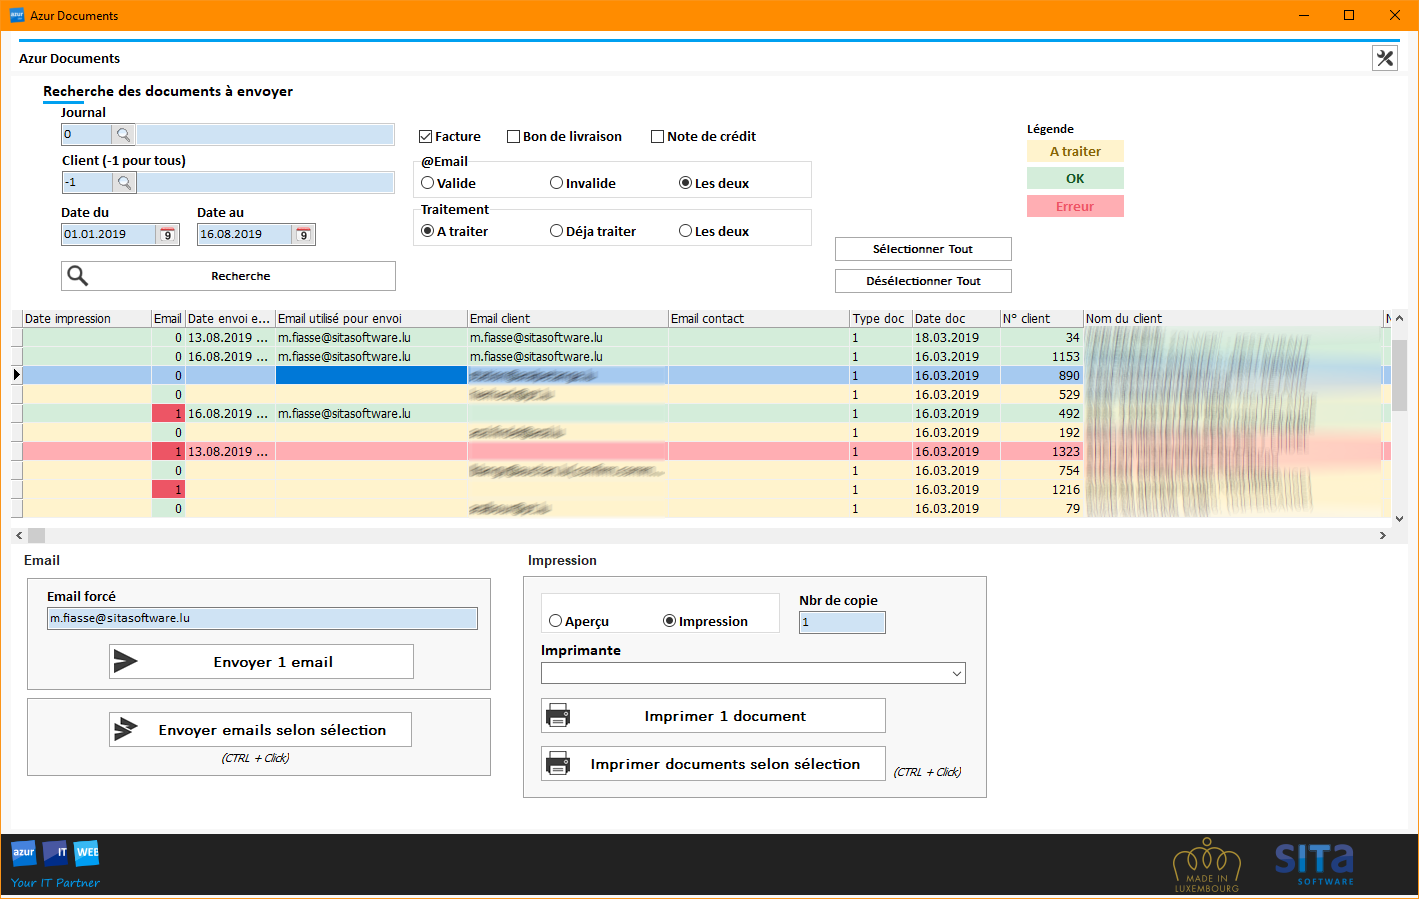 azur Azur Documents
Azur Documents
Recherche des documents à envoyer
Journal
0
Client (-1 pour tous)
-1
Date du Date au
01.01.2019 9 16.08.2019 9
Recherche
Facture Bon de livraison Note de crédit
@Email
Valide Invalide Les deux
Traitement
A traiter Déja traiter Les deux
Légende
A traiter
OK
Erreur
Sélectionner Tout
Désélectionner Tout
Date impression Email Date envoi e... Email utilisé pour envoi Email client Email contact Type doc Date doc N° client Nom du client
0 13.08.2019 ... m.fiasse@sitasoftware.lu m.fiasse@sitasoftware.lu 1 18.03.2019 34
0 16.08.2019 ... m.fiasse@sitasoftware.lu m.fiasse@sitasoftware.lu 1 16.03.2019 1153
0 1 16.03.2019 890
0 1 16.03.2019 529
1 16.08.2019 ... m.fiasse@sitasoftware.lu 1 16.03.2019 492
0 1 16.03.2019 192
1 13.08.2019 ... 1 16.03.2019 1323
0 1 16.03.2019 754
1 1 16.03.2019 1216
0 1 16.03.2019 79
Email
Email forcé
m.fiasse@sitasoftware.lu
Envoyer 1 email
Envoyer emails selon sélection
(CTRL + Click)
Impression
Aperçu Impression
Nbr de copie
1
Imprimante
Imprimer 1 document
Imprimer documents selon sélection
(CTRL + Click)
azur IT WEB
Your IT Partner
MADE IN
LUXEMBOURG
SITa
SOFTWARE